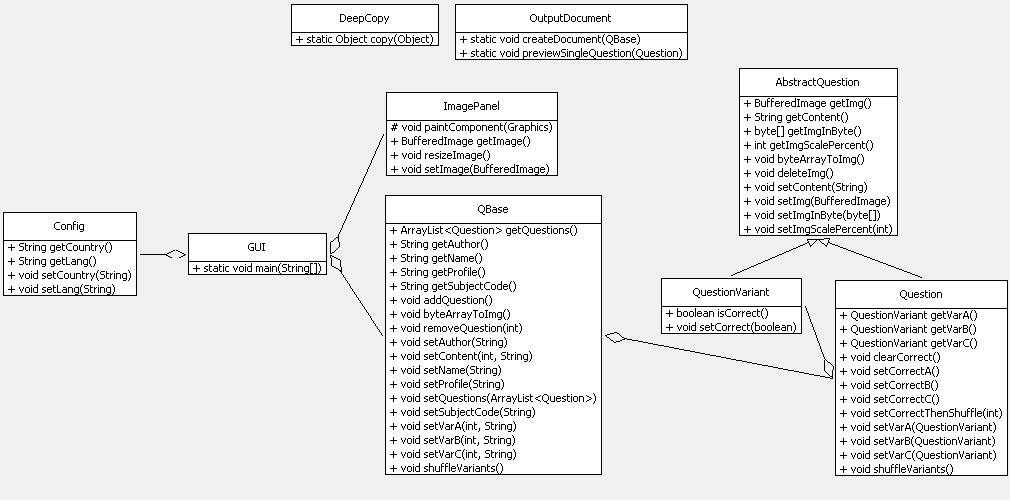 DeepCopy
+ static Object copy(Object)
OutputDocument
+ static void createDocument(QBase)
+ static void previewSingleQuestion(Question)
AbstractQuestion
+ BufferedImage getImg()
+ String getContent()
+ byte[] getImgInByte()
+ int getImgScalePercent()
+ void byteArrayToImg()
+ void deleteImg()
+ void setContent(String)
+ void setImg(BufferedImage)
+ void setImgInByte(byte[])
+ void setImgScalePercent(int)
ImagePanel
# void paintComponent(Graphics)
+ BufferedImage getImage()
+ void resizeImage()
+ void setImage(BufferedImage)
Config
+ String getCountry()
+ String getLang()
+ void setCountry(String)
+ void setLang(String)
GUI
+ static void main(String[])
QBase
+ ArrayList<Question> getQuestions()
+ String getAuthor()
+ String getName()
+ String getProfile()
+ String getSubjectCode()
+ void addQuestion()
+ void byteArrayToImg()
+ void removeQuestion(int)
+ void setAuthor(String)
+ void setContent(int, String)
+ void setName(String)
+ void setProfile(String)
+ void setQuestions(ArrayList<Question>)
+ void setSubjectCode(String)
+ void setVarA(int, String)
+ void setVarB(int, String)
+ void setVarC(int, String)
+ void shuffleVariants()
QuestionVariant
+ boolean isCorrect()
+ void setCorrect(boolean)
Question
+ QuestionVariant getVarA()
+ QuestionVariant getVarB()
+ QuestionVariant getVarC()
+ void clearCorrect()
+ void setCorrectA()
+ void setCorrectB()
+ void setCorrectC()
+ void setCorrectThenShuffle(int)
+ void setVarA(QuestionVariant)
+ void setVarB(QuestionVariant)
+ void setVarC(QuestionVariant)
+ void shuffleVariants()